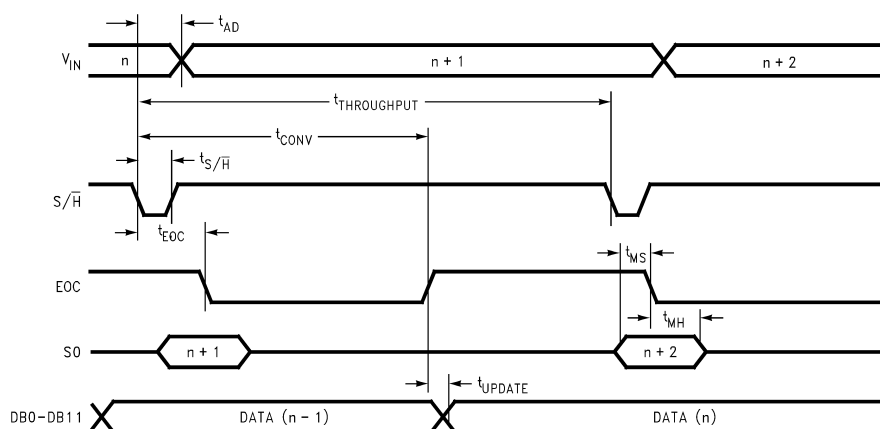 t_AD
V_IN n n + 1 n + 2
t_THROUGHPUT
t_CONV
t_S/H̅
S/H̅
t_EOC
t_MS
EOC
t_MH
S0 n + 1 n + 2
t_UPDATE
DB0-DB11 DATA (n - 1) DATA (n)